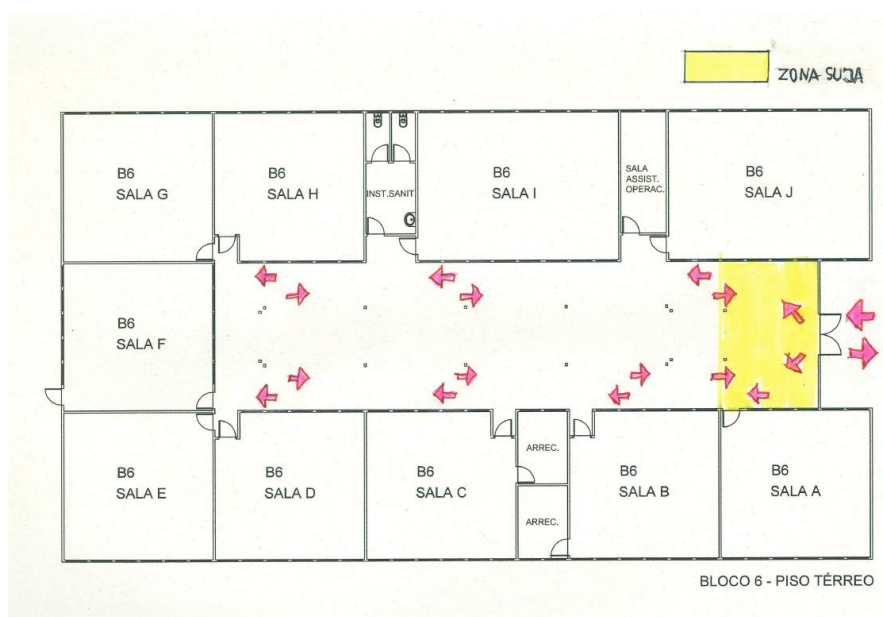 ZONA SUJA
B6
SALA G
B6
SALA H
INST.SANIT.
B6
SALA I
SALA
ASSIST.
OPERAC.
B6
SALA J
B6
SALA F
B6
SALA E
B6
SALA D
B6
SALA C
ARREC.
ARREC.
B6
SALA B
B6
SALA A
BLOCO 6 - PISO TÉRREO